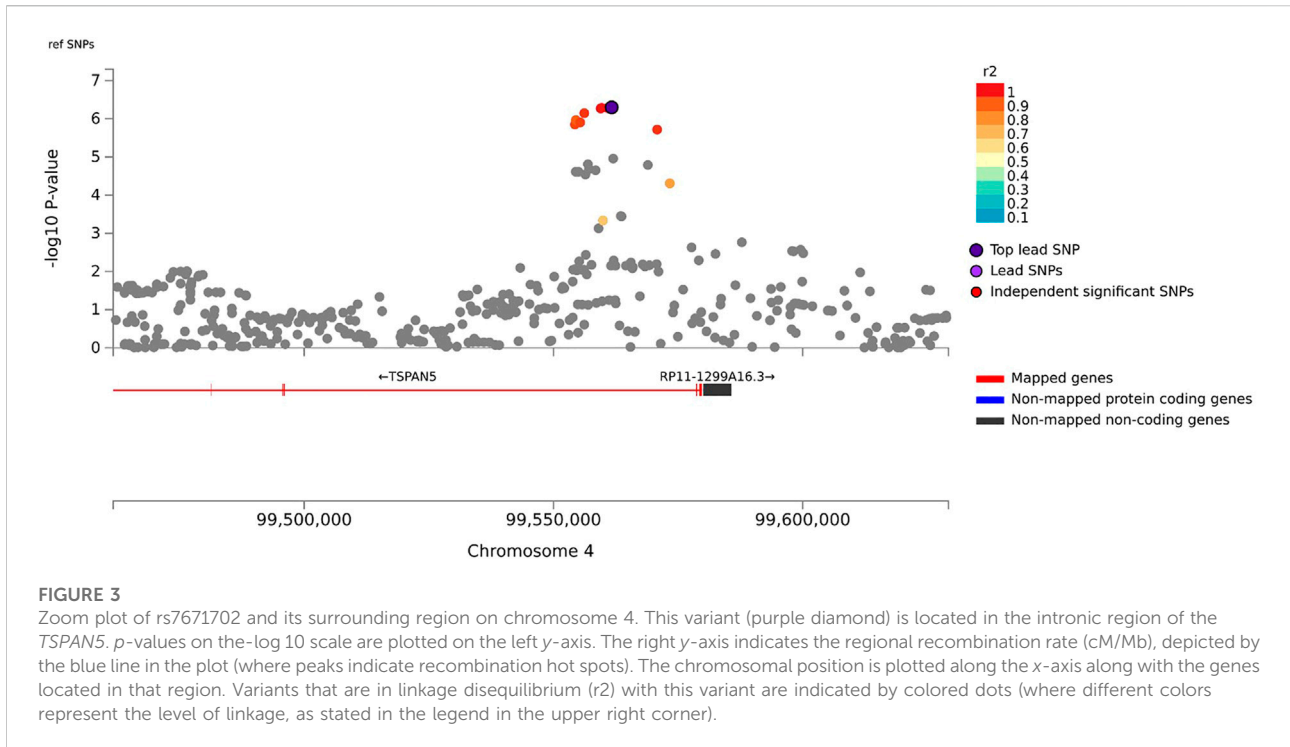 ref SNPs
7
6
5
4
3
2
1
0
-log10 P-value
r2
1
0.9
0.8
0.7
0.6
0.5
0.4
0.3
0.2
0.1
Top lead SNP
Lead SNPs
Independent significant SNPs
←TSPAN5
RP11-1299A16.3→
Mapped genes
Non-mapped protein coding genes
Non-mapped non-coding genes
99,500,000
99,550,000
99,600,000
Chromosome 4
FIGURE 3
Zoom plot of rs7671702 and its surrounding region on chromosome 4. This variant (purple diamond) is located in the intronic region of the
TSPAN5. p-values on the-log 10 scale are plotted on the left y-axis. The right y-axis indicates the regional recombination rate (cM/Mb), depicted by
the blue line in the plot (where peaks indicate recombination hot spots). The chromosomal position is plotted along the x-axis along with the genes
located in that region. Variants that are in linkage disequilibrium (r2) with this variant are indicated by colored dots (where different colors
represent the level of linkage, as stated in the legend in the upper right corner).